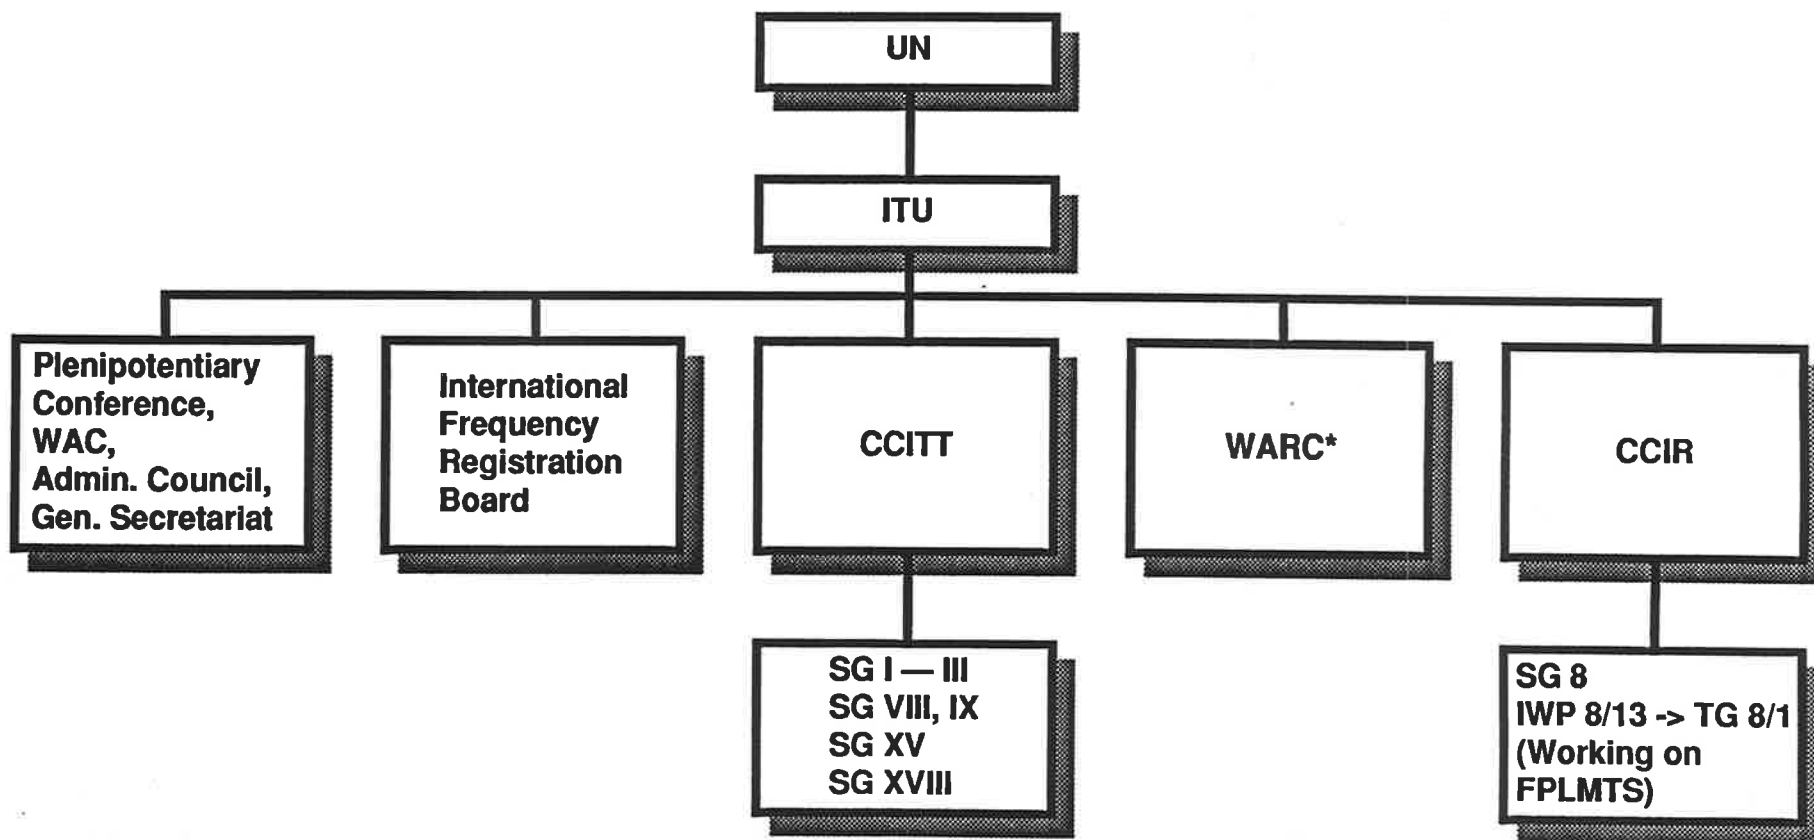 UN
ITU
Plenipotentiary
Conference,
WAC,
Admin. Council,
Gen. Secretariat
International
Frequency
Registration
Board
CCITT
WARC*
CCIR
SG I — III
SG VIII, IX
SG XV
SG XVIII
SG 8
IWP 8/13 -> TG 8/1
(Working on
FPLMTS)